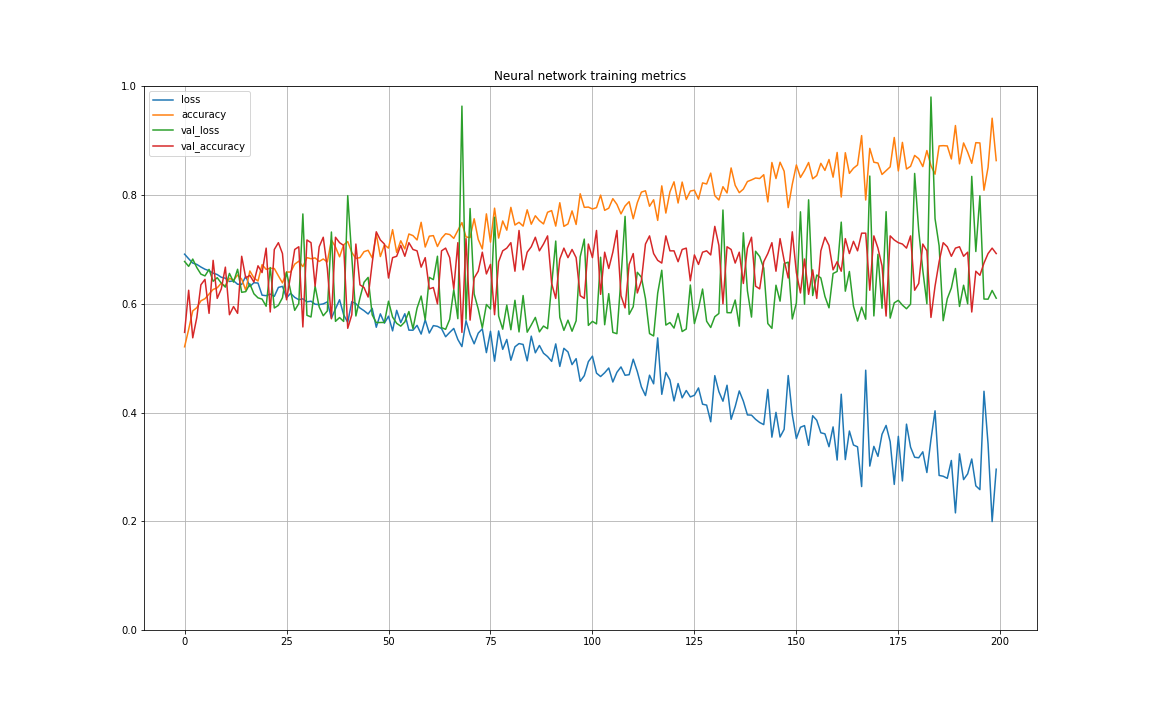 Neural network training metrics
1.0
0.8
0.6
0.4
0.2
0.0
loss
accuracy
val_loss
val_accuracy
0 25 50 75 100 125 150 175 200